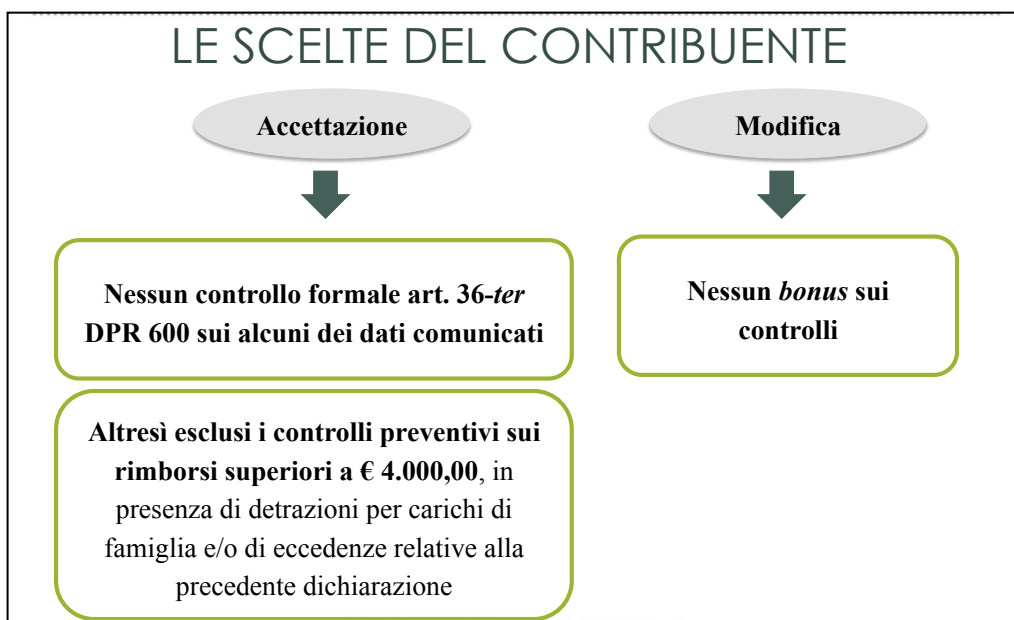 LE SCELTE DEL CONTRIBUENTE
Accettazione
Nessun controllo formale art. 36-ter
DPR 600 sui alcuni dei dati comunicati
Altresì esclusi i controlli preventivi sui
rimborsi superiori a € 4.000,00, in
presenza di detrazioni per carichi di
famiglia e/o di eccedenze relative alla
precedente dichiarazione
Modifica
Nessun bonus sui
controlli